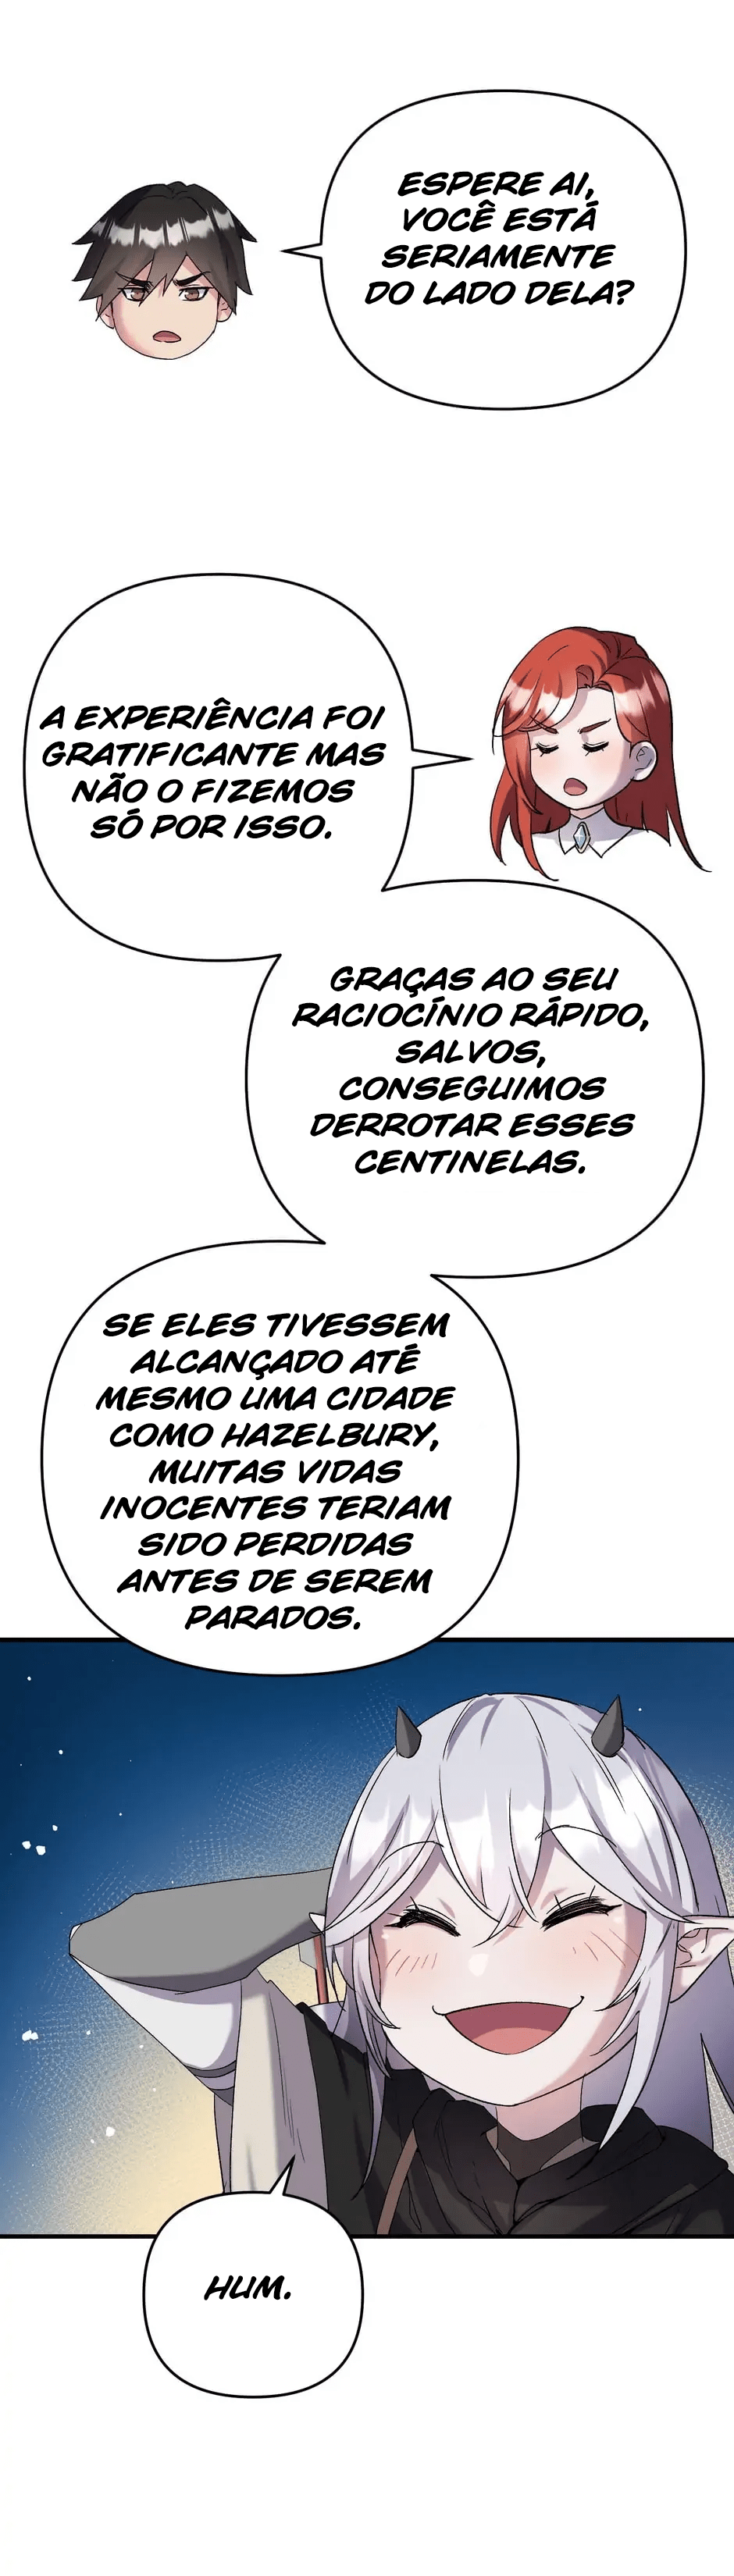 ESPERE AI,
VOCÊ ESTÁ
SERIAMENTE
DO LADO DELA?
A EXPERIÊNCIA FOI
GRATIFICANTE MAS
NÃO O FIZEMOS
SÓ POR ISSO.
GRAÇAS AO SEU
RACIOCÍNIO RÁPIDO,
SALVOS,
CONSEGUIMOS
DERROTAR ESSES
CENTINELAS.
SE ELES TIVESSEM
ALCANÇADO ATÉ
MESMO UMA CIDADE
COMO HAZELBURY,
MUITAS VIDAS
INOCENTES TERIAM
SIDO PERDIDAS
ANTES DE SEREM
PARADOS.
HUM.